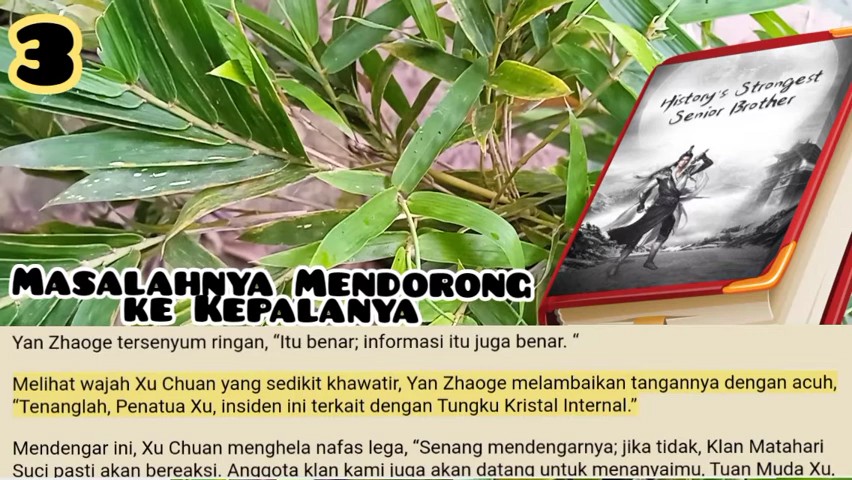 3
History's Strongest
Senior Brother
MASALAHNYA MENDORONG
KE KEPALANYA
Yan Zhaoge tersenyum ringan, “Itu benar; informasi itu juga benar. “
Melihat wajah Xu Chuan yang sedikit khawatir, Yan Zhaoge melambaikan tangannya dengan acuh,
“Tenanglah, Penatua Xu, insiden ini terkait dengan Tungku Kristal Internal.”
Mendengar ini, Xu Chuan menghela nafas lega, “Senang mendengarnya; jika tidak, Klan Matahari
Suci pasti akan bereaksi. Anggota klan kami juga akan datang untuk menanyaimu, Tuan Muda Xu.